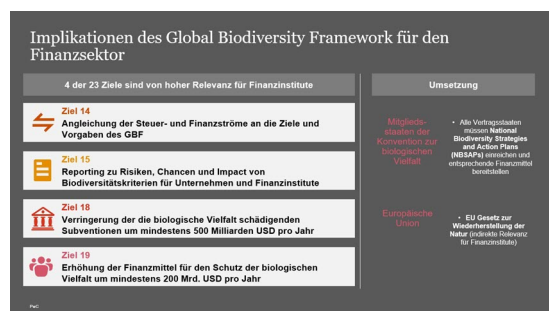 Implikationen des Global Biodiversity Framework für den
Finanzsektor
4 der 23 Ziele sind von hoher Relevanz für Finanzinstitute
Ziel 14
Angleichung der Steuer- und Finanzströme an die Ziele und
Vorgaben des GBF
Ziel 15
Reporting zu Risiken, Chancen und Impact von
Biodiversitätskriterien für Unternehmen und Finanzinstitute
Ziel 18
Verringerung der die biologische Vielfalt schädigenden
Subventionen um mindestens 500 Milliarden USD pro Jahr
Ziel 19
Erhöhung der Finanzmittel für den Schutz der biologischen
Vielfalt um mindestens 200 Mrd. USD pro Jahr
Umsetzung
Mitglieds-
staaten der
Konvention zur
biologischen
Vielfalt
• Alle Vertragsstaaten
müssen National
Biodiversity Strategies
and Action Plans
(NBSAPs) einreichen und
entsprechende Finanzmittel
bereitstellen
Europäische
Union
• EU Gesetz zur
Wiederherstellung der
Natur (indirekte Relevanz
für Finanzinstitute)
PwC